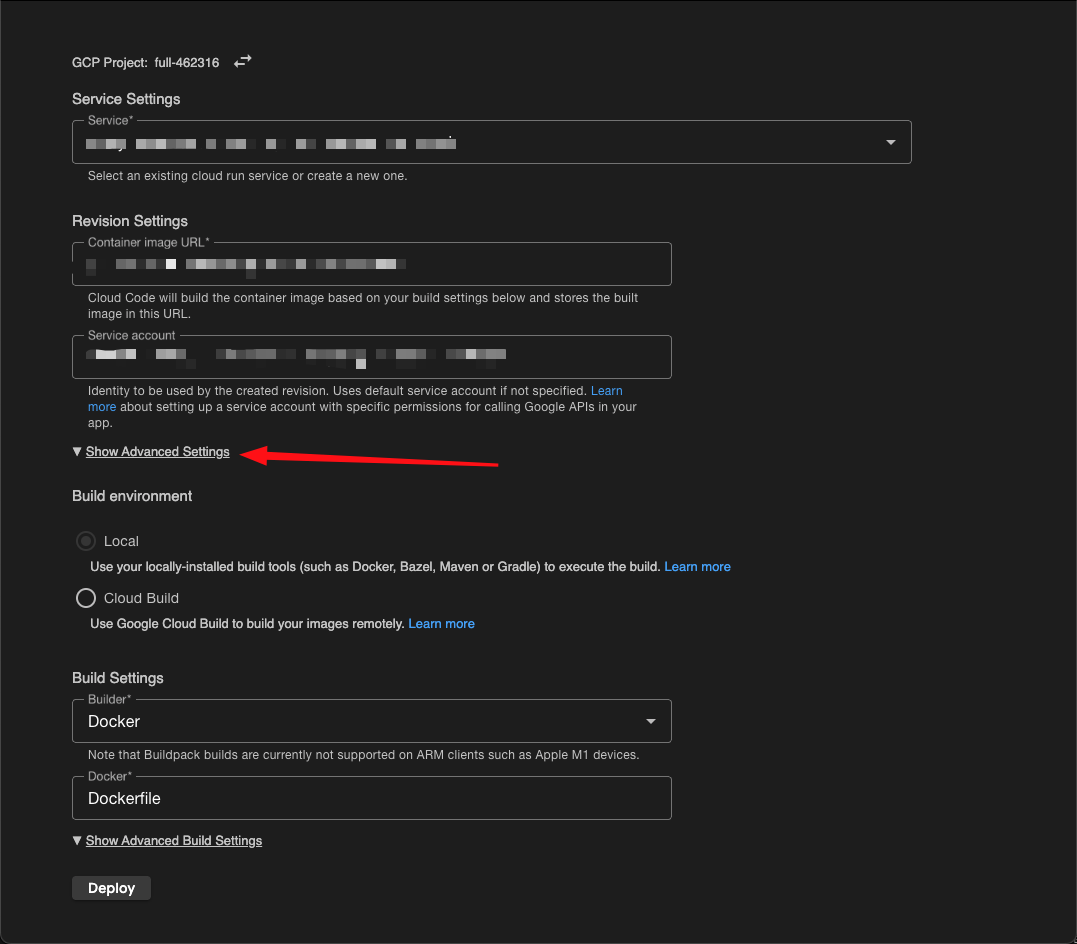 GCP Project: full-462316
Service Settings
Service*
Select an existing cloud run service or create a new one.
Revision Settings
Container image URL*
Cloud Code will build the container image based on your build settings below and stores the built
image in this URL.
Service account
Identity to be used by the created revision. Uses default service account if not specified. Learn
more about setting up a service account with specific permissions for calling Google APIs in your
app.
▼ Show Advanced Settings
Build environment
Local
Use your locally-installed build tools (such as Docker, Bazel, Maven or Gradle) to execute the build. Learn more
Cloud Build
Use Google Cloud Build to build your images remotely. Learn more
Build Settings
Builder*
Docker
Note that Buildpack builds are currently not supported on ARM clients such as Apple M1 devices.
Docker*
Dockerfile
▼ Show Advanced Build Settings
Deploy